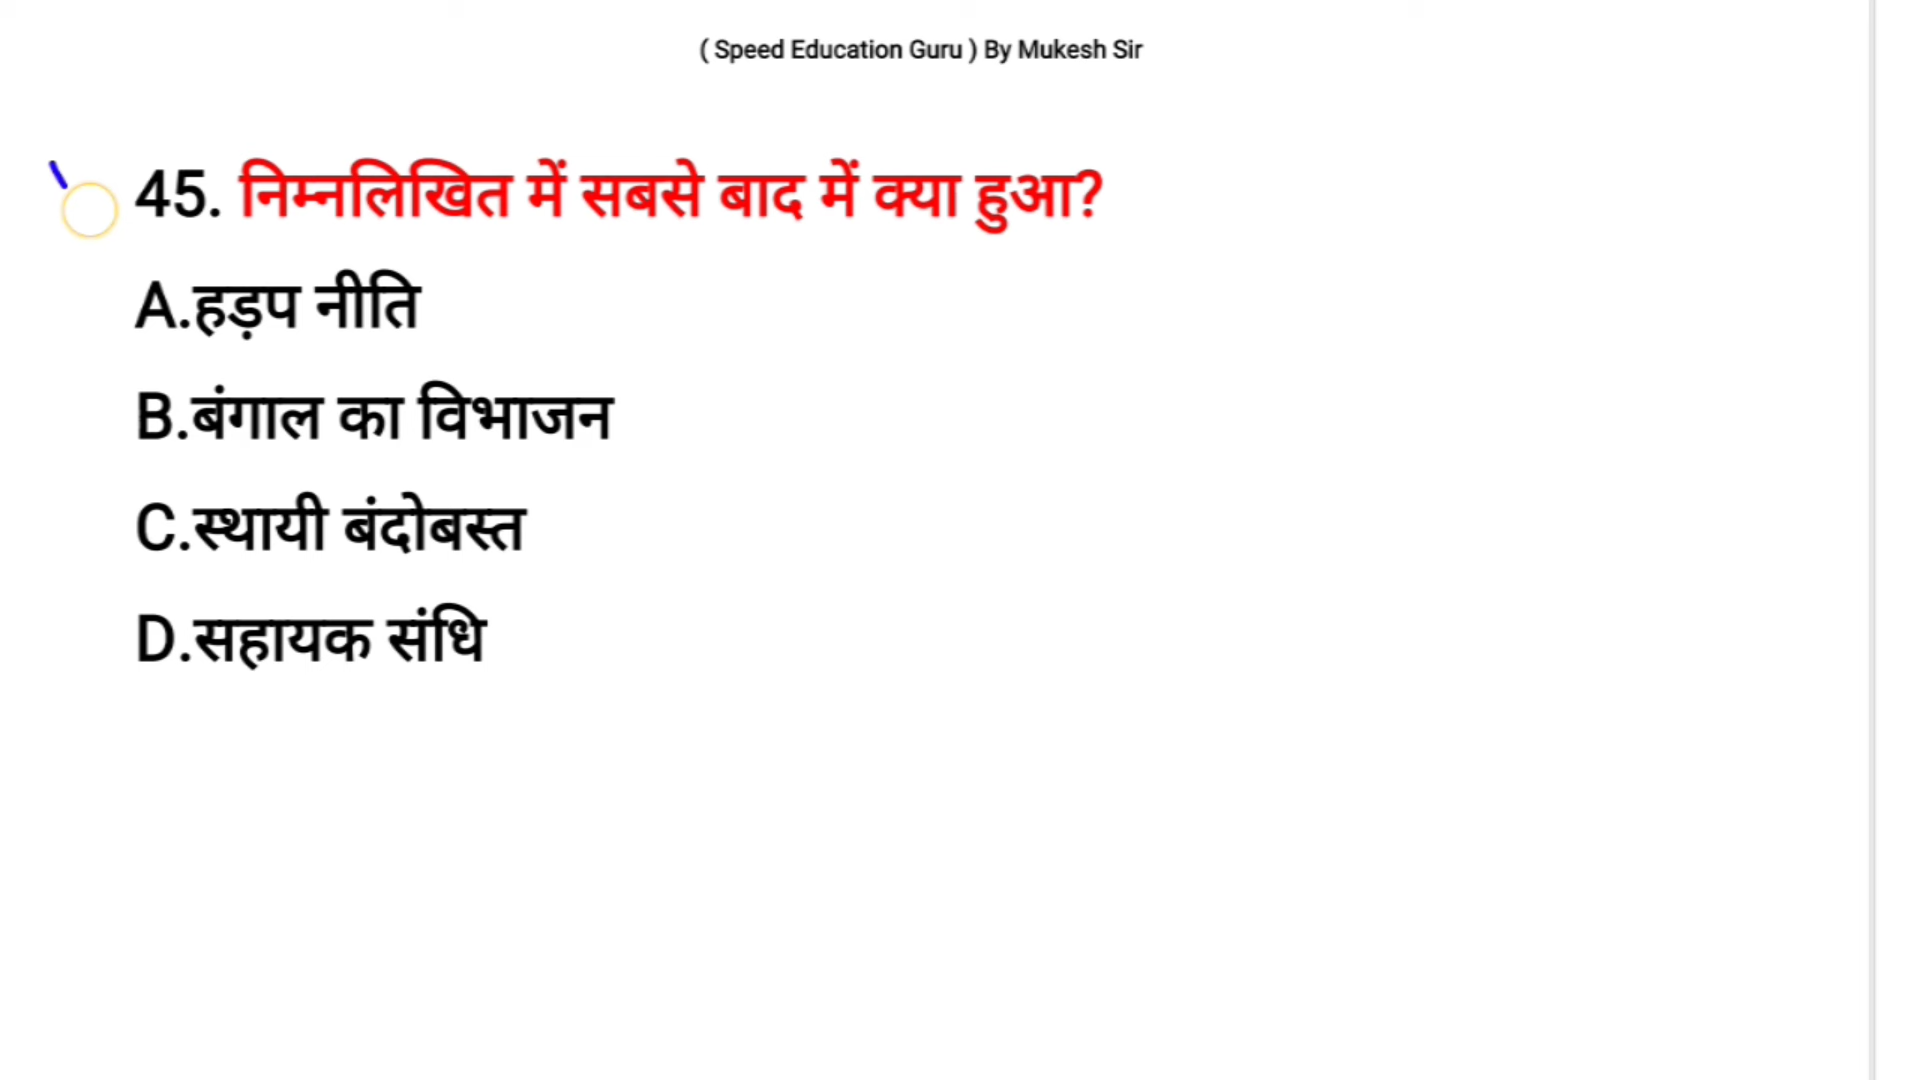 ( Speed Education Guru ) By Mukesh Sir
45. निम्नलिखित में सबसे बाद में क्या हुआ?
A.हड़प नीति
B.बंगाल का विभाजन
C.स्थायी बंदोबस्त
D.सहायक संधि